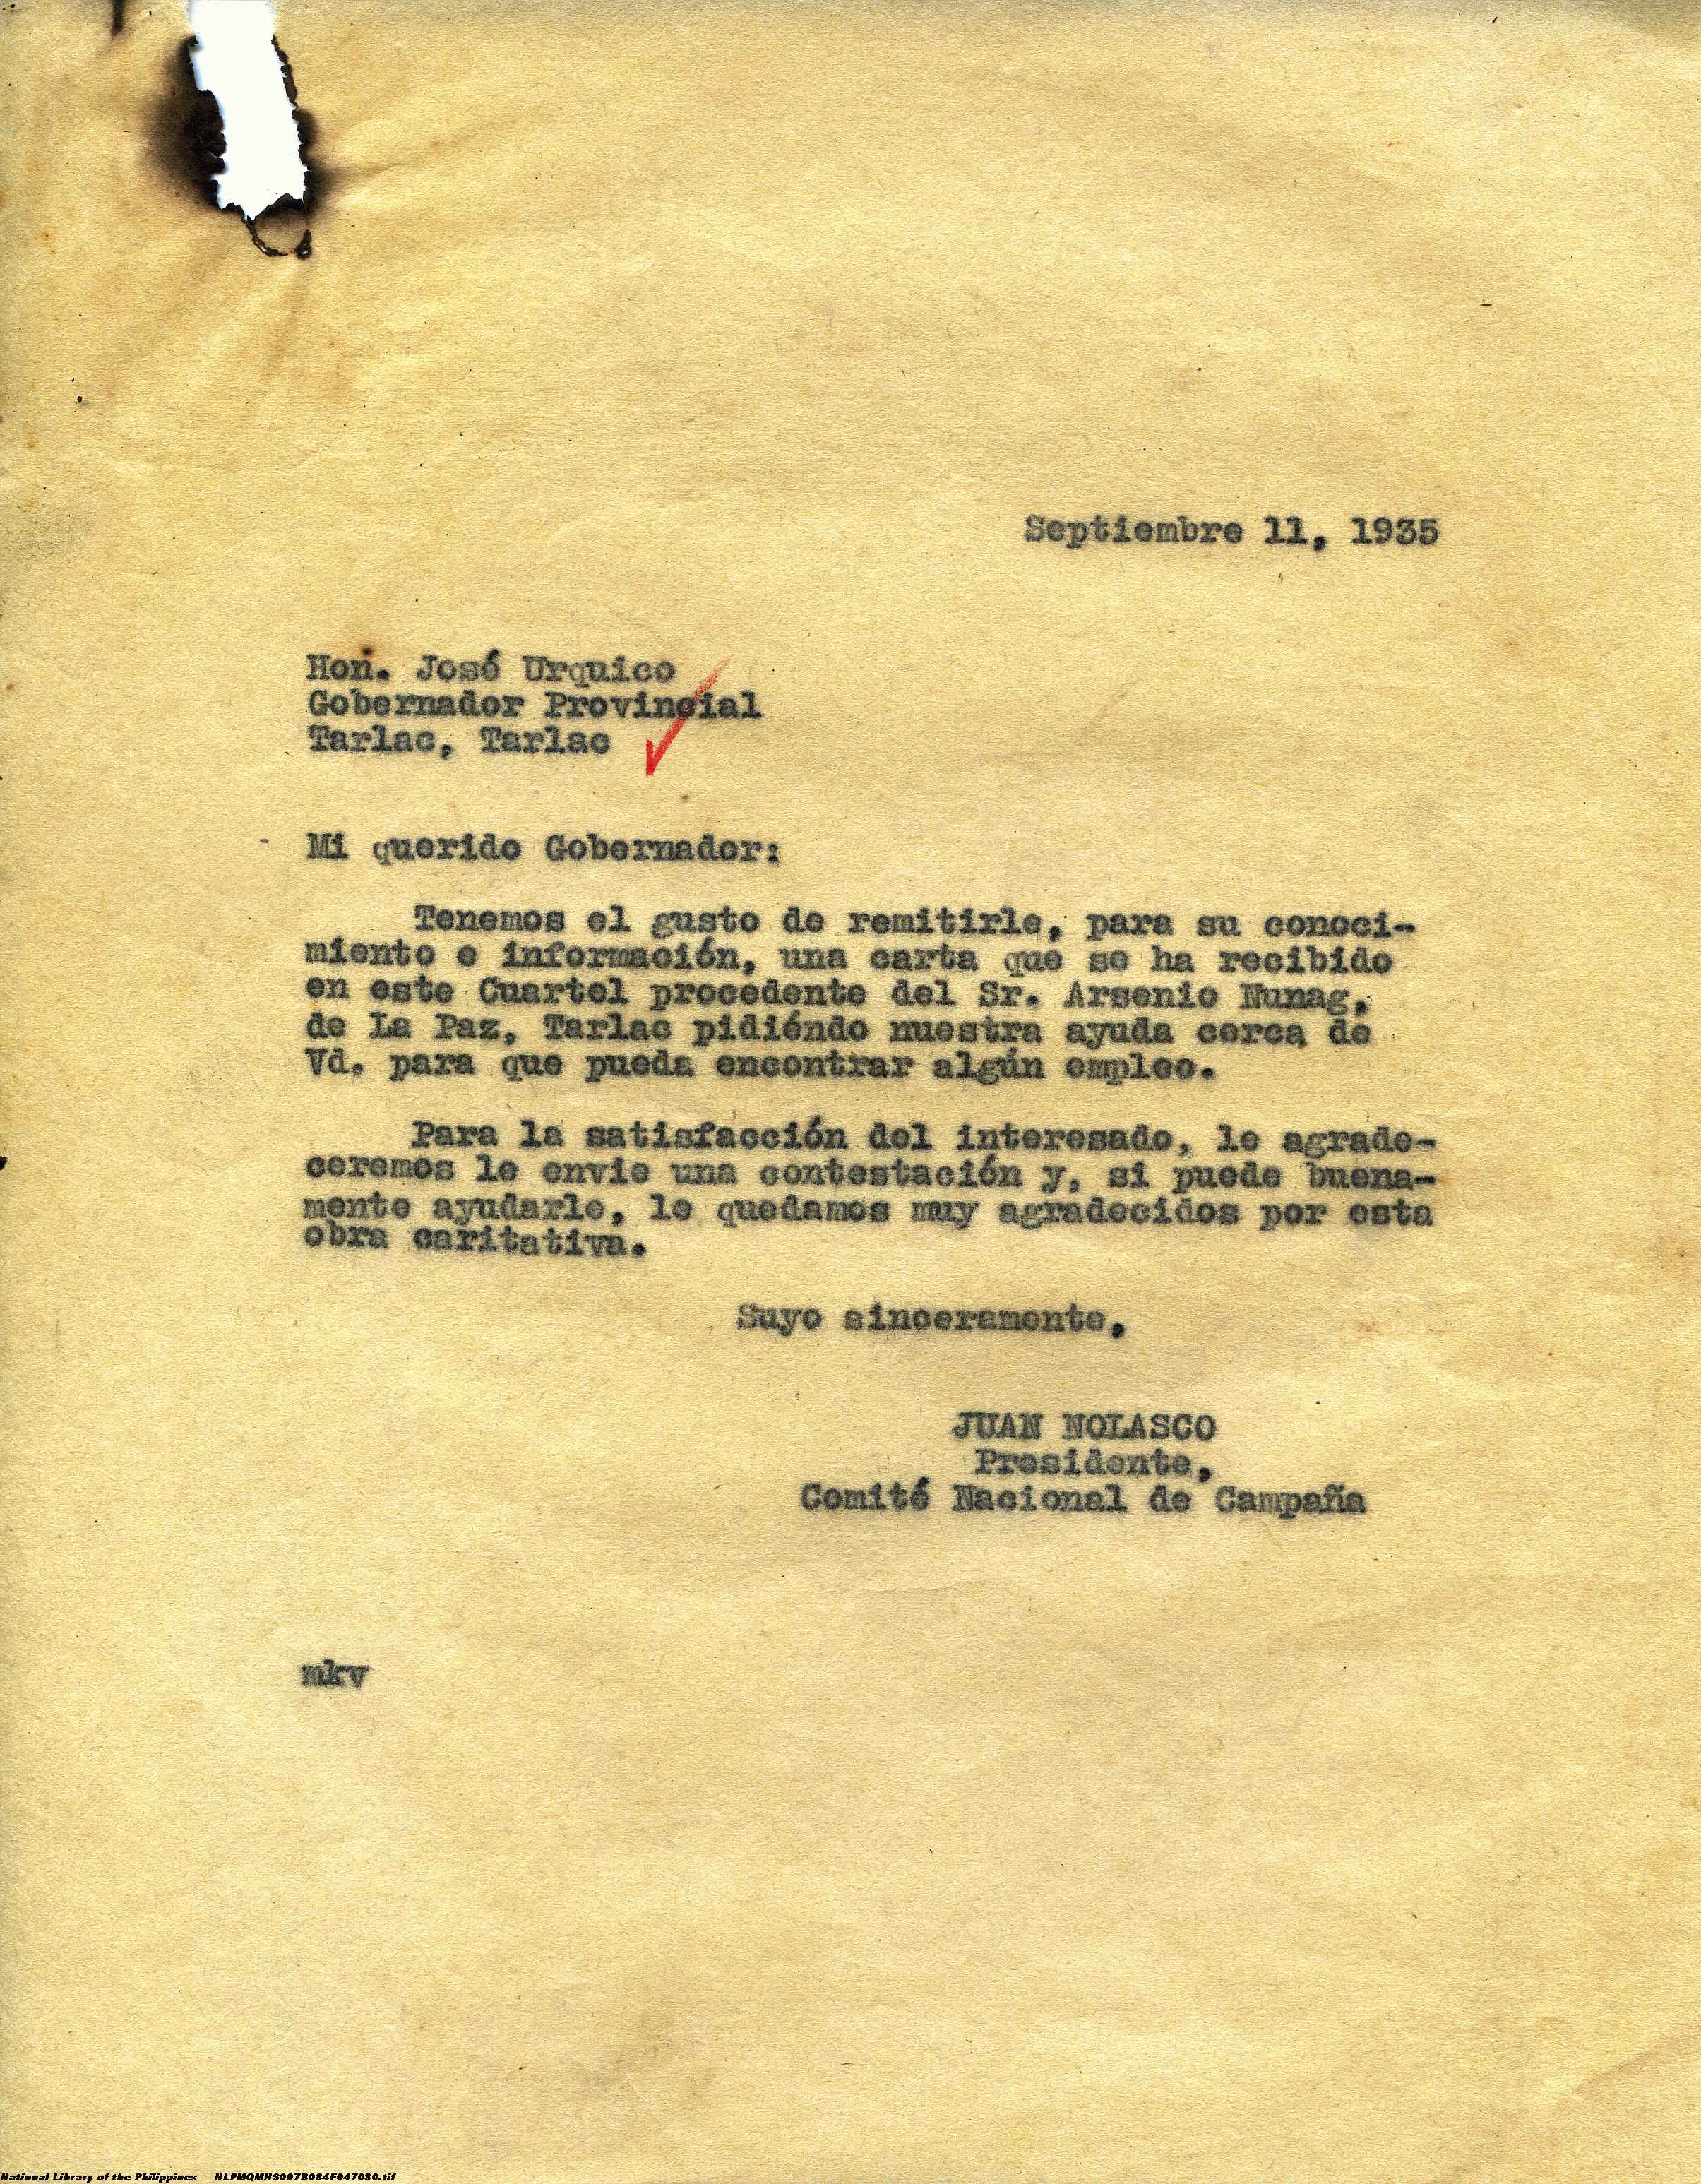 Septiembre 11, 1935
Hon. José Urquico
Gobernador Provincial
Tarlac, Tarlac
Mi querido Gobernador:
Tenemos el gusto de remitirle, para su conoci-
miento e información, una carta que se ha recibido
en este Cuartel procedente del Sr. Arsenio Nunag,
de La Paz, Tarlac pidiéndo nuestra ayuda cerca de
Vd. para que pueda encontrar algún empleo.
Para la satisfacción del interesado, le agrade-
ceremos le envie una contestación y, si puede buena-
mente ayudarle, le quedamos muy agradecidos por esta
obra caritativa.
Suyo sinceramente,
JUAN NOLASCO
Presidente,
Comité Nacional de Campaña
mkv
National Library of the Philippines NLPMQMNS007B084F047030.tif